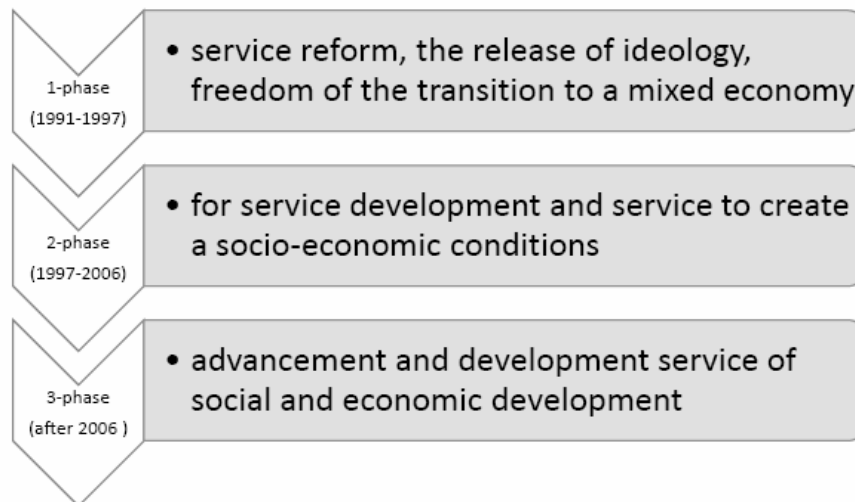 1-phase
(1991-1997)
• service reform, the release of ideology,
freedom of the transition to a mixed economy
2-phase
(1997-2006)
• for service development and service to create
a socio-economic conditions
3-phase
(after 2006 )
• advancement and development service of
social and economic development